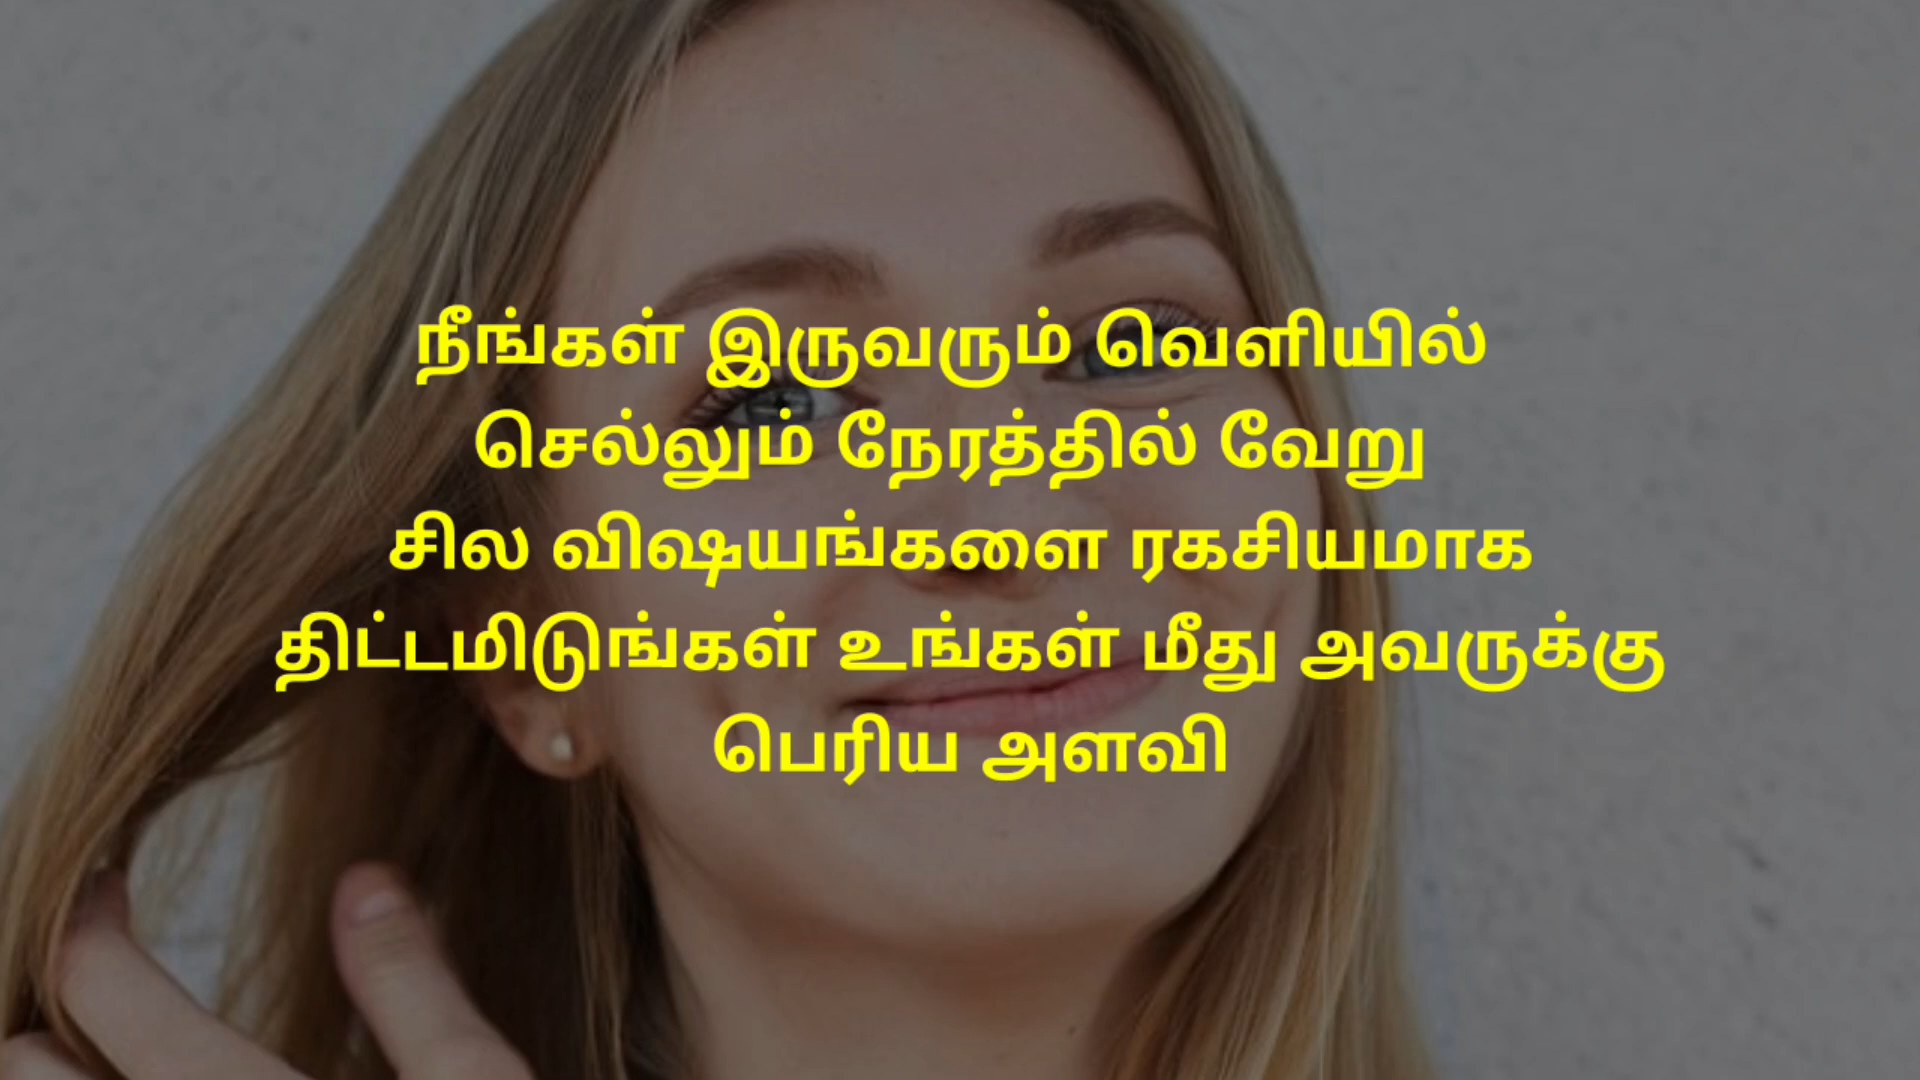 நீங்கள் இருவரும் வெளியில்
செல்லும் நேரத்தில் வேறு
சில விஷயங்களை ரகசியமாக
திட்டமிடுங்கள் உங்கள் மீது அவருக்கு
பெரிய அளவி